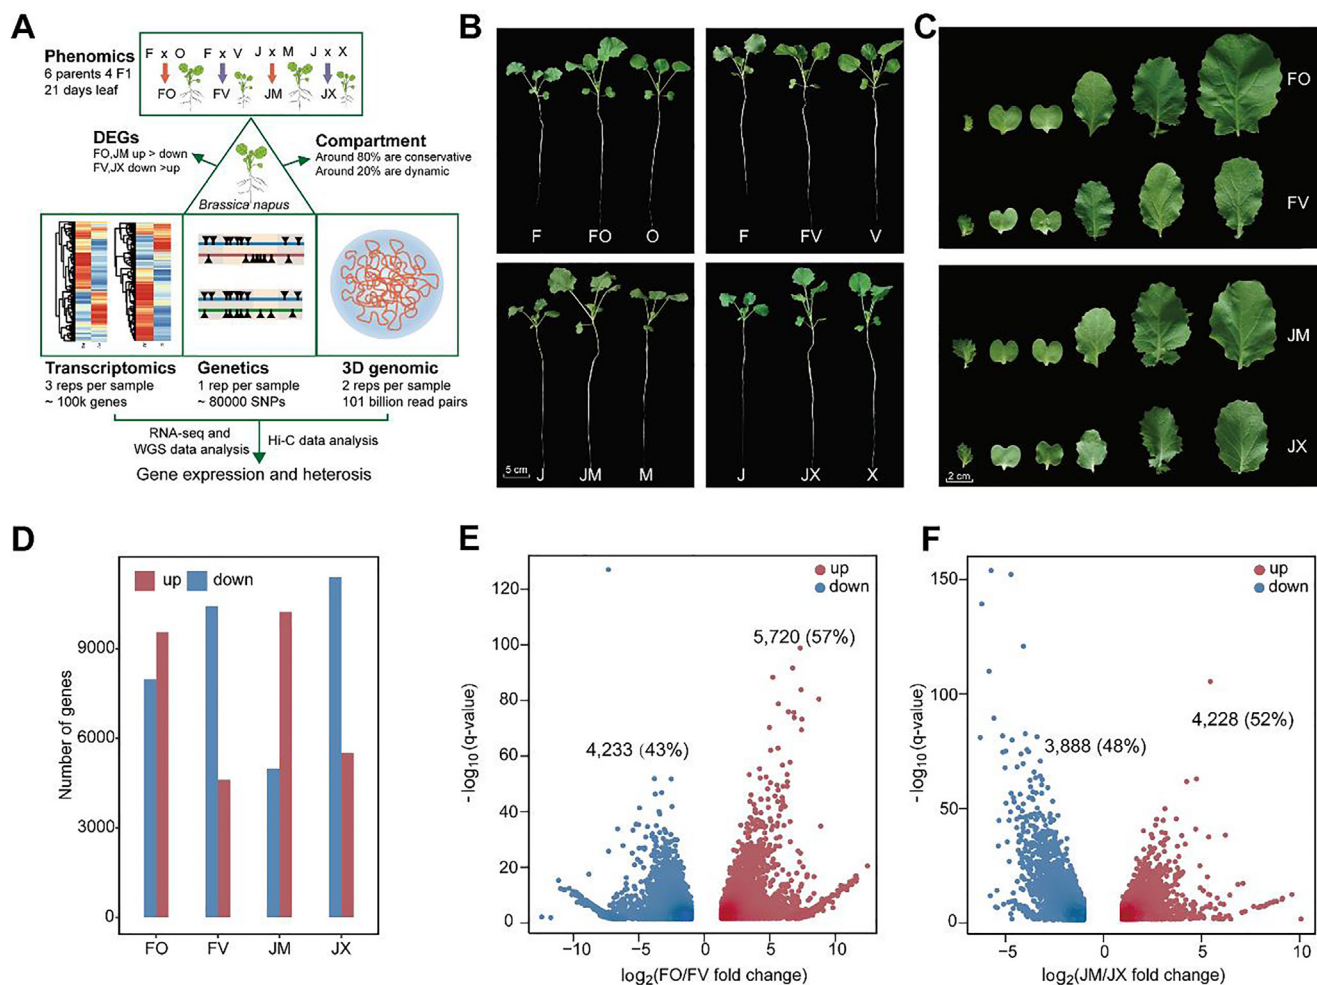 A
Phenomics
6 parents 4 F1
21 days leaf
F x O F x V J x M J x X
FO FV JM JX
DEGs
FO,JM up > down
FV,JX down >up
Compartment
Around 80% are conservative
Around 20% are dynamic
Brassica napus
Transcriptomics
3 reps per sample
~ 100k genes
Genetics
1 rep per sample
~ 80000 SNPs
3D genomic
2 reps per sample
101 billion read pairs
RNA-seq and
WGS data analysis
Hi-C data analysis
Gene expression and heterosis
B
F FO O
F FV V
5 cm
J JM M
J JX X
C
FO
FV
JM
JX
2 cm
D
up down
Number of genes
9000
6000
3000
0
FO FV JM JX
E
up
down
5,720 (57%)
4,233 (43%)
- log10 (q-value)
120
100
80
60
40
20
0
−10 −5 0 5 10
log2(FO/FV fold change)
F
up
down
4,228 (52%)
3,888 (48%)
- log10 (q-value)
150
100
50
0
−5 0 5 10
log2(JM/JX fold change)